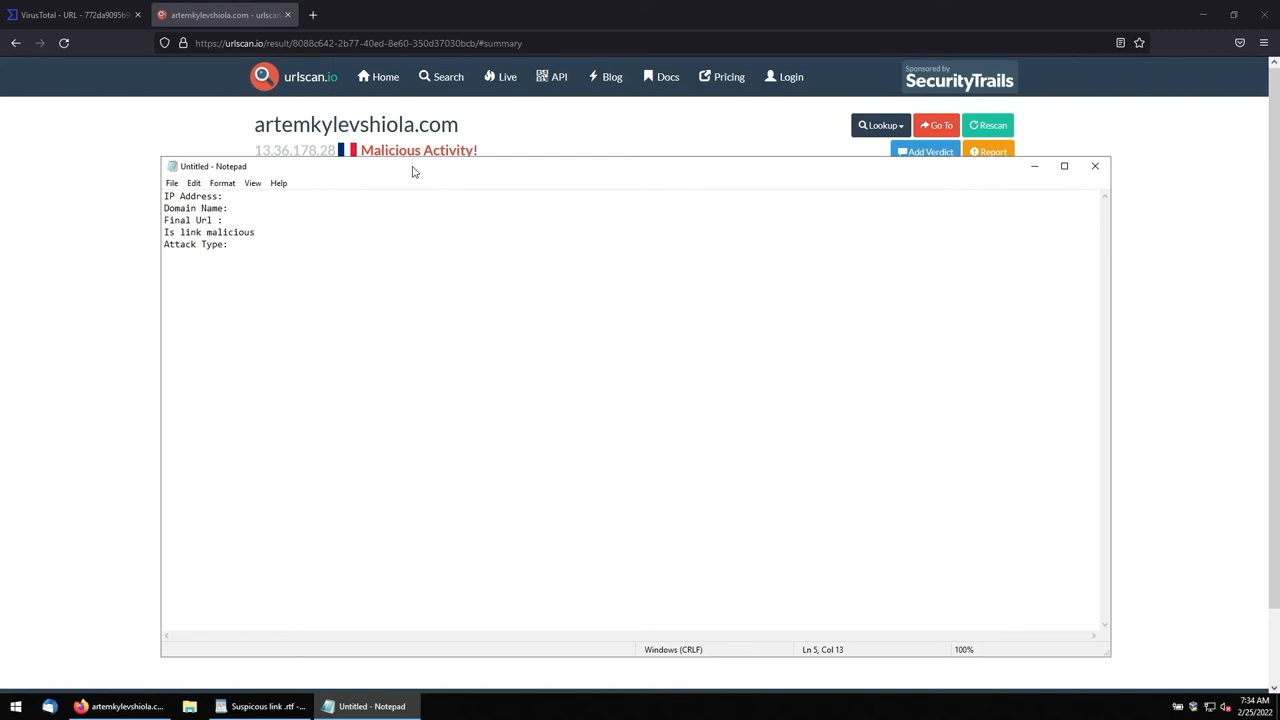 VirusTotal - URL - 772da9095b9
artemkylevshiola.com - urlscan
https://urlscan.io/result/8088c642-2b77-40ed-8e60-350d37030bcb/#summary
urlscan.io Home Search Live API Blog Docs Pricing Login
Sponsored by
SecurityTrails
artemkylevshiola.com
Lookup Go To Rescan
13.36.178.28 Malicious Activity!
Add Verdict Report
Untitled - Notepad
File Edit Format View Help
IP Address:
Domain Name:
Final Url :
Is link malicious
Attack Type:
Windows (CRLF) Ln 5, Col 13 100%
artemkylevshiola.c... Suspicous link .rtf -... Untitled - Notepad
7:34 AM
2/25/2022